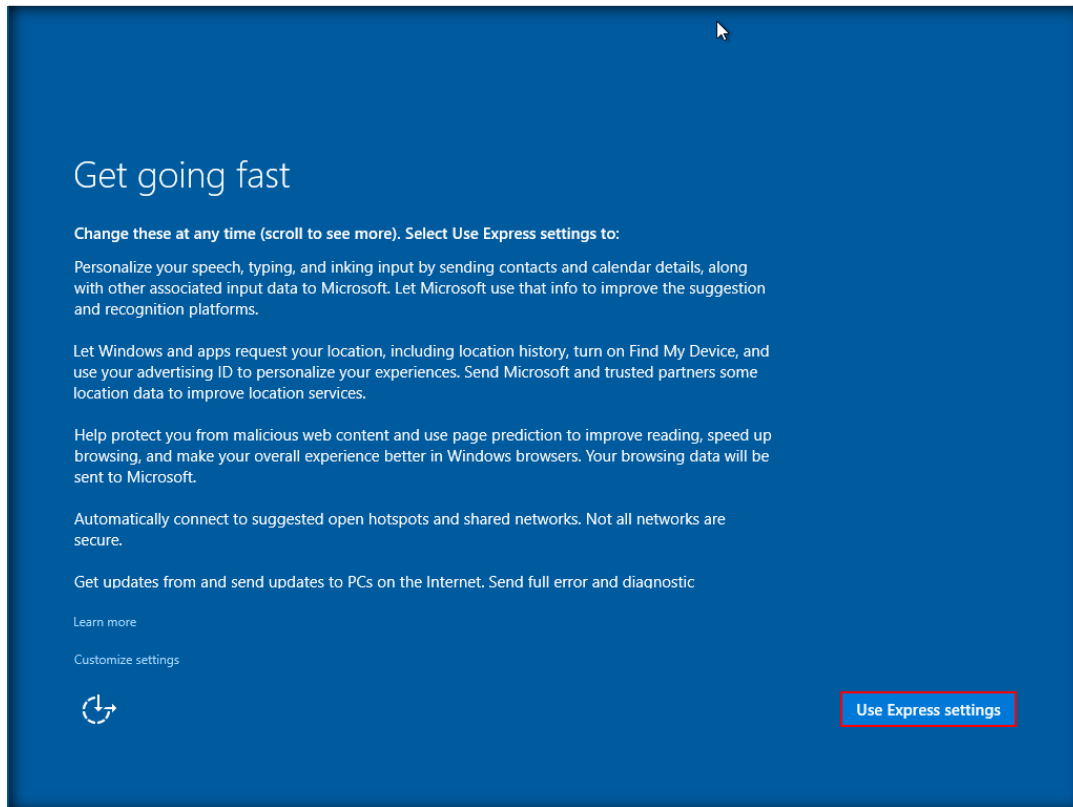 Get going fast
Change these at any time (scroll to see more). Select Use Express settings to:
Personalize your speech, typing, and inking input by sending contacts and calendar details, along
with other associated input data to Microsoft. Let Microsoft use that info to improve the suggestion
and recognition platforms.
Let Windows and apps request your location, including location history, turn on Find My Device, and
use your advertising ID to personalize your experiences. Send Microsoft and trusted partners some
location data to improve location services.
Help protect you from malicious web content and use page prediction to improve reading, speed up
browsing, and make your overall experience better in Windows browsers. Your browsing data will be
sent to Microsoft.
Automatically connect to suggested open hotspots and shared networks. Not all networks are
secure.
Get updates from and send updates to PCs on the Internet. Send full error and diagnostic
Learn more
Customize settings
Use Express settings